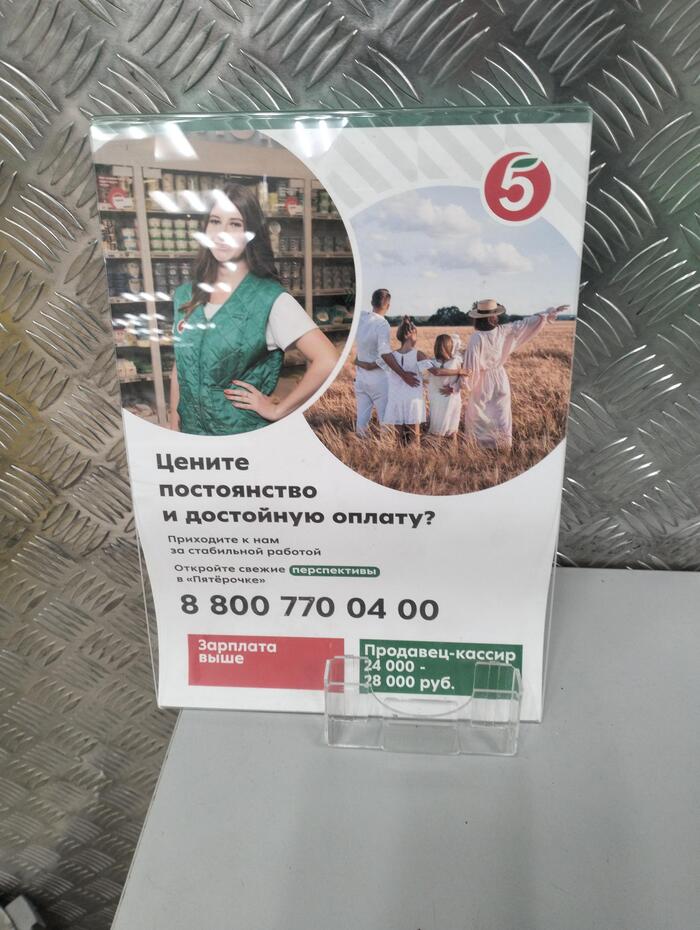 5
Цените
постоянство
и достойную оплату?
Приходите к нам
за стабильной работой
Откройте свежие перспективы
в «Пятёрочке»
8 800 770 04 00
Зарплата
выше
Продавец-кассир
24 000 -
28 000 руб.